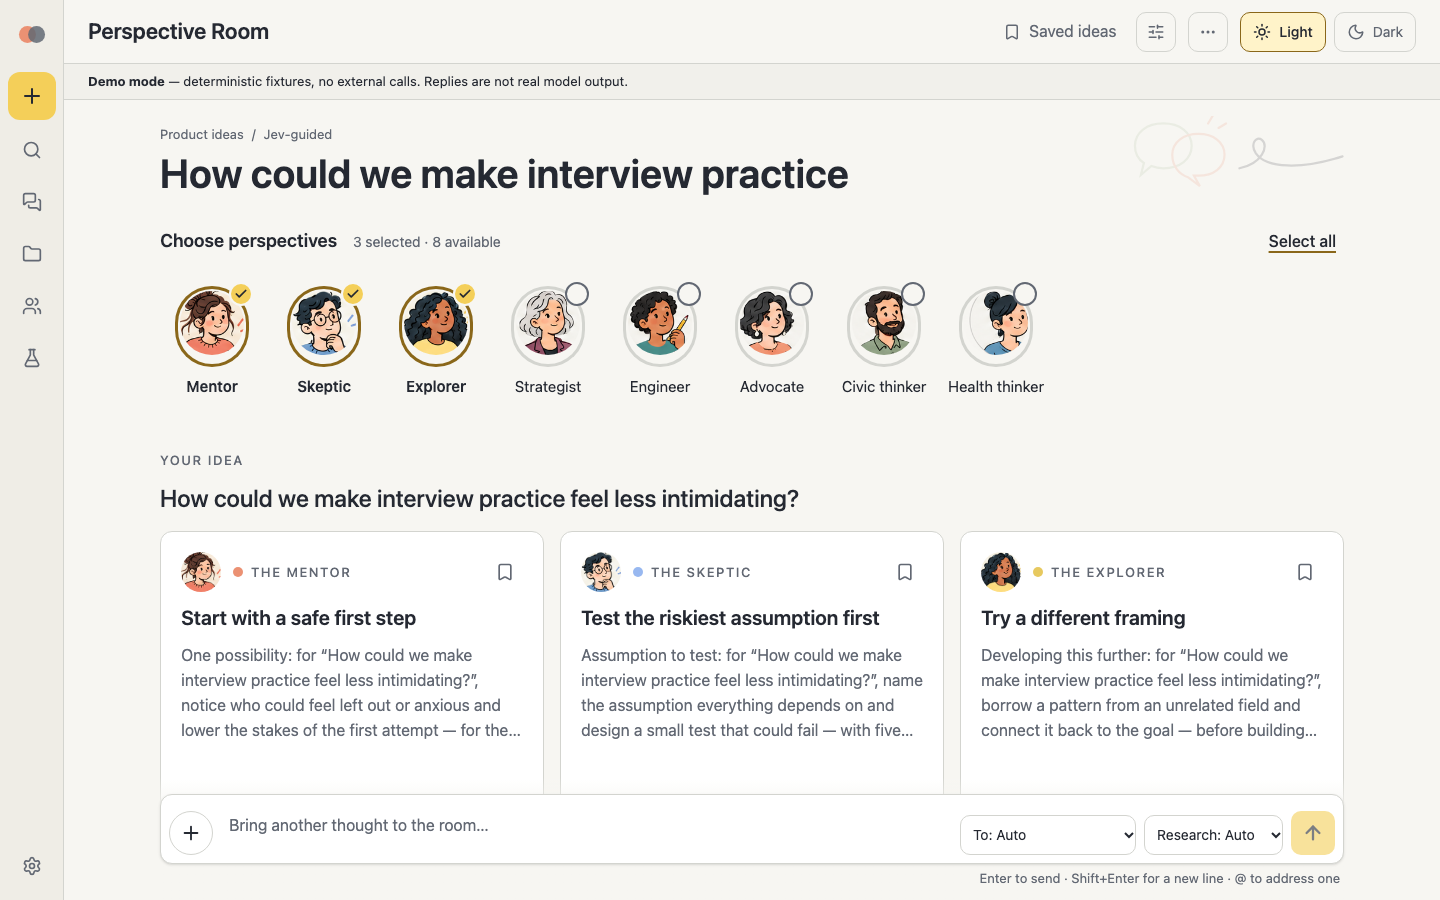 Perspective Room
Saved ideas
Light
Dark
Demo mode — deterministic fixtures, no external calls. Replies are not real model output.
Product ideas / Jev-guided
How could we make interview practice
Choose perspectives
3 selected · 8 available
Select all
Mentor
Skeptic
Explorer
Strategist
Engineer
Advocate
Civic thinker
Health thinker
YOUR IDEA
How could we make interview practice feel less intimidating?
THE MENTOR
Start with a safe first step
One possibility: for “How could we make
interview practice feel less intimidating?”,
notice who could feel left out or anxious and
lower the stakes of the first attempt — for the...
THE SKEPTIC
Test the riskiest assumption first
Assumption to test: for “How could we make
interview practice feel less intimidating?”, name
the assumption everything depends on and
design a small test that could fail — with five...
THE EXPLORER
Try a different framing
Developing this further: for “How could we
make interview practice feel less intimidating?”,
borrow a pattern from an unrelated field and
connect it back to the goal — before building...
Bring another thought to the room...
To: Auto
Research: Auto
Enter to send · Shift+Enter for a new line · @ to address one